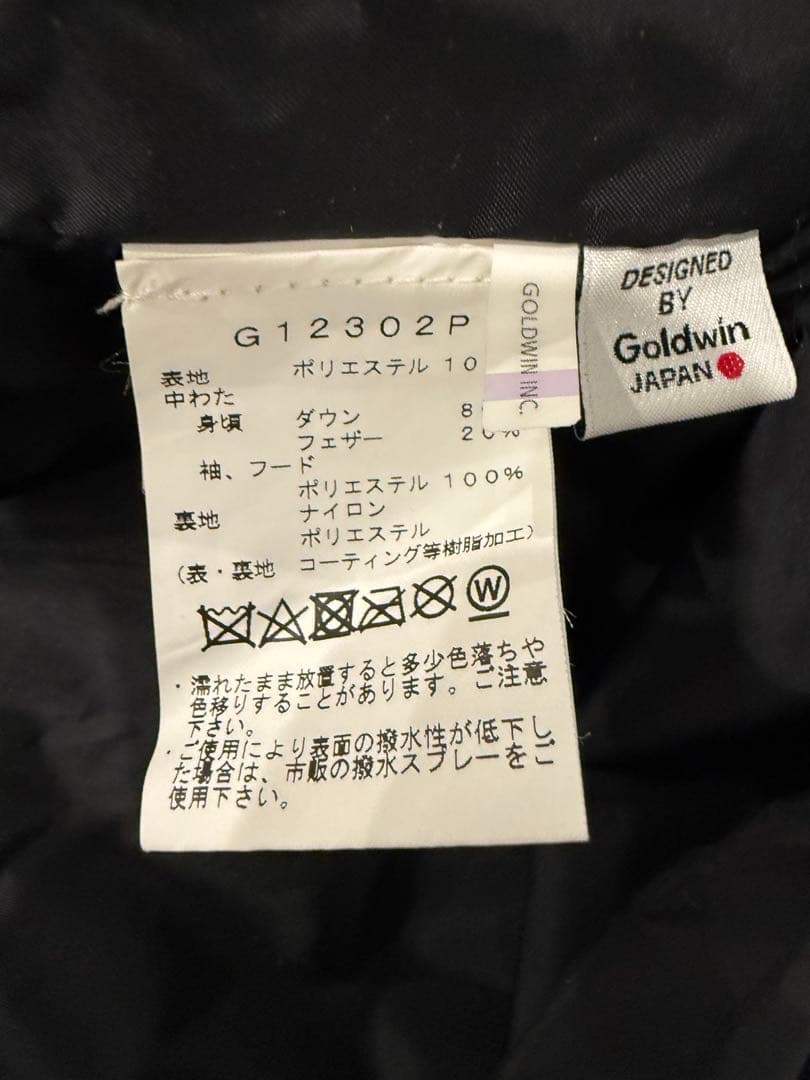 G12302P
表地 ポリエステル 10
中わた
身頃 ダウン 8
フェザー 20%
袖、フード
ポリエステル 100%
裏地 ナイロン
ポリエステル
(表・裏地 コーティング等樹脂加工)
W
・濡れたまま放置すると多少色落ちや
色移りすることがあります。ご注意
下さい。
・ご使用により表面の撥水性が低下し
た場合は、市販の撥水スプレーをご
使用下さい。
GOLDWIN INC.
DESIGNED
BY
Goldwin
JAPAN